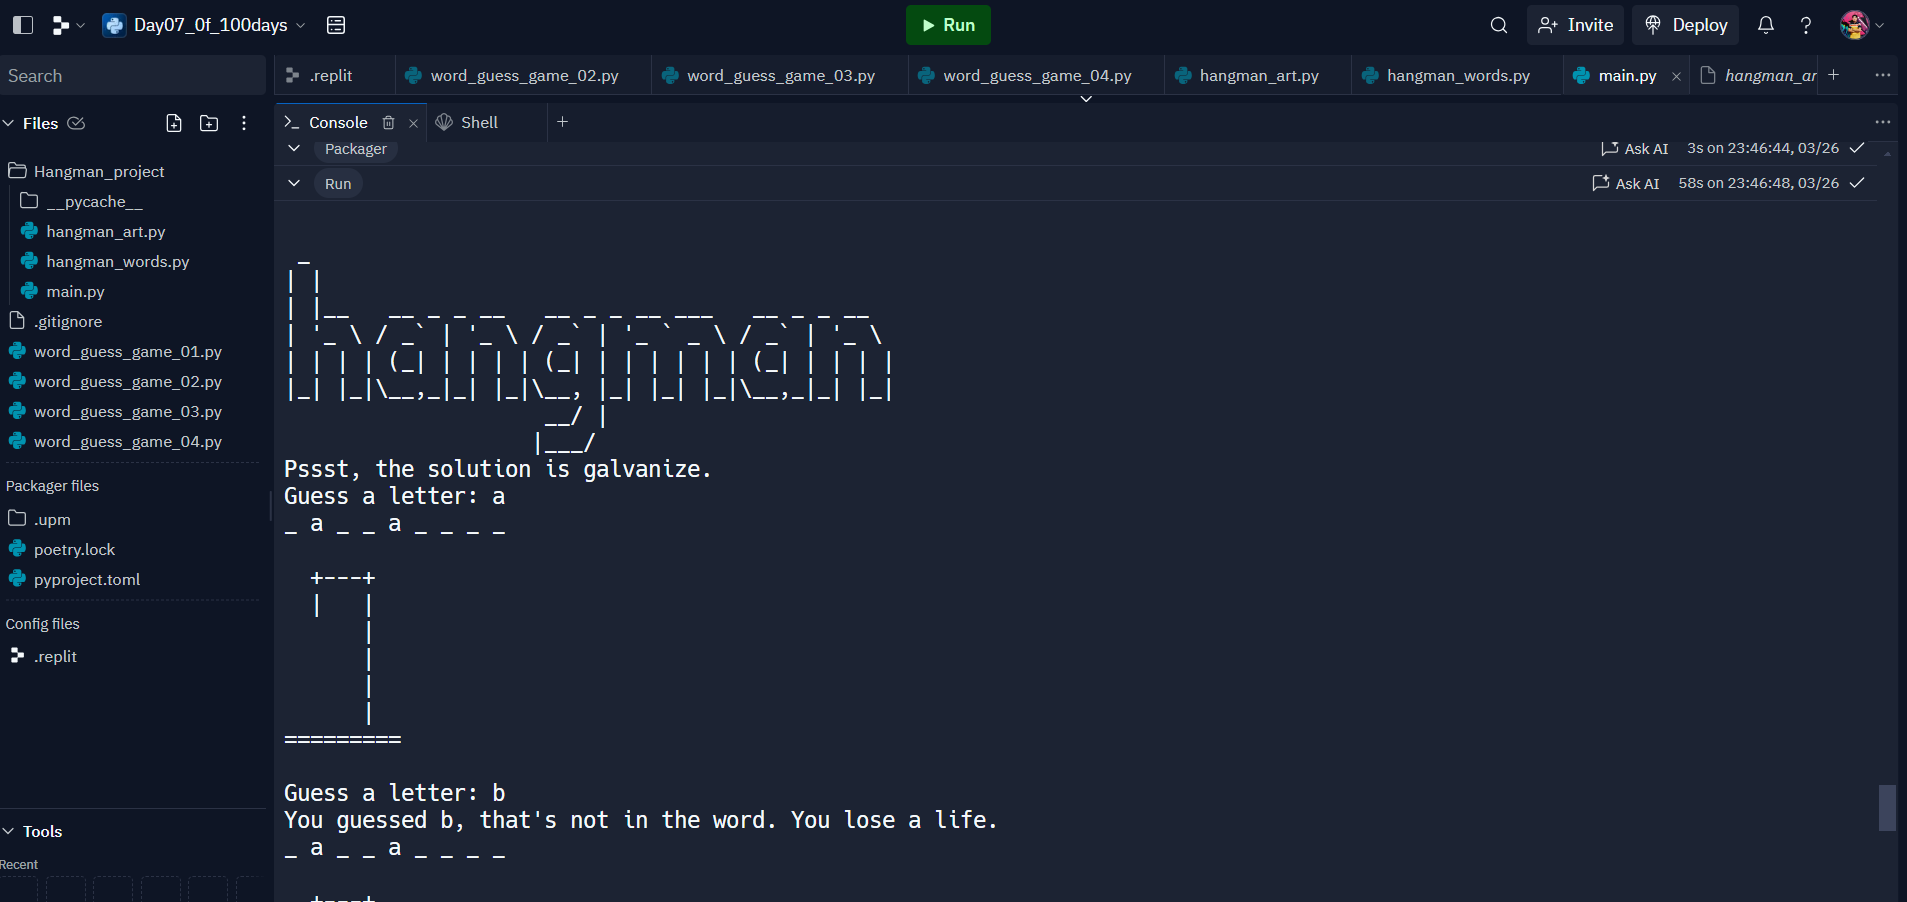 Day07_0f_100days
Run
Invite
Deploy
Search
.replit
word_guess_game_02.py
word_guess_game_03.py
word_guess_game_04.py
hangman_art.py
hangman_words.py
main.py
hangman_ar
Files
Console
Shell
Packager
Ask AI
3s on 23:46:44, 03/26
Run
Ask AI
58s on 23:46:48, 03/26
Hangman_project
__pycache__
hangman_art.py
hangman_words.py
main.py
.gitignore
word_guess_game_01.py
word_guess_game_02.py
word_guess_game_03.py
word_guess_game_04.py
Packager files
.upm
poetry.lock
pyproject.toml
Config files
.replit
Tools
Recent
 _
| |
| |__   __ _ _ __   __ _ _ __ ___   __ _ _ __
| '_ \ / _` | '_ \ / _` | '_ ` _ \ / _` | '_ \
| | | | (_| | | | | (_| | | | | | | (_| | | | |
|_| |_|\__,_|_| |_|\__, |_| |_| |_|\__,_|_| |_|
                    __/ |
                   |___/
Pssst, the solution is galvanize.
Guess a letter: a
_ a _ _ a _ _ _ _
  +---+
  |   |
      |
      |
      |
      |
=========
Guess a letter: b
You guessed b, that's not in the word. You lose a life.
_ a _ _ a _ _ _ _
  +---+